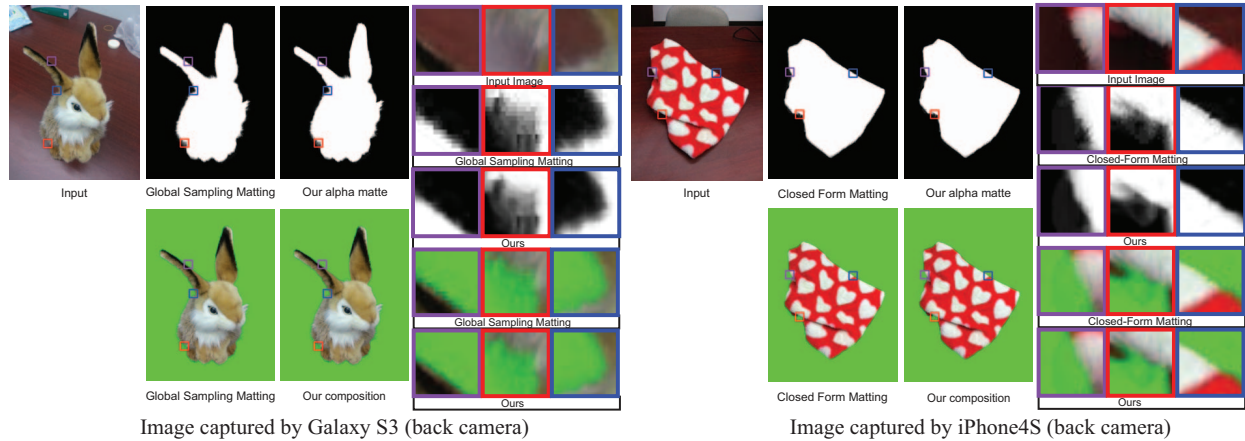 Input Image
Global Sampling Matting
Input
Global Sampling Matting
Our alpha matte
Ours
Global Sampling Matting
Global Sampling Matting
Our composition
Ours
Image captured by Galaxy S3 (back camera)
Input Image
Closed-Form Matting
Input
Closed Form Matting
Our alpha matte
Ours
Closed-Form Matting
Closed Form Matting
Our composition
Ours
Image captured by iPhone4S (back camera)